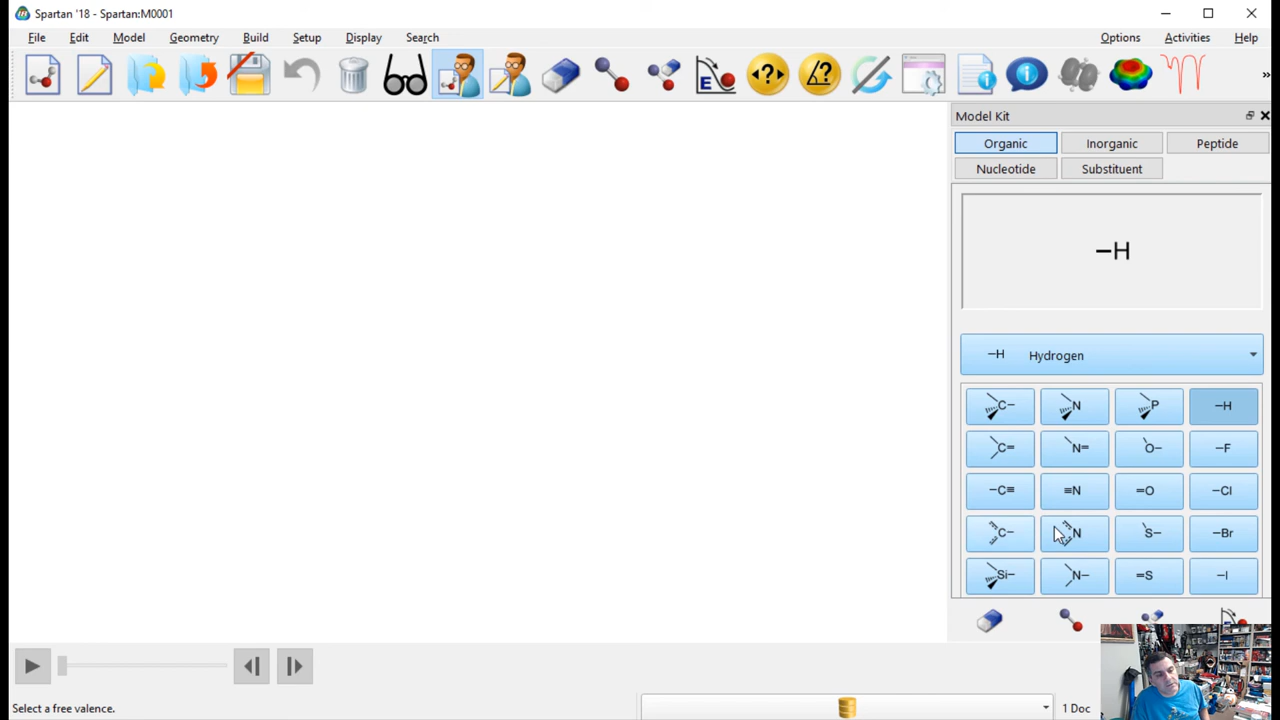 Spartan '18 - Spartan:M0001
File Edit Model Geometry Build Setup Display Search Options Activities Help
E ? ? i i »
Model Kit
Organic Inorganic Peptide
Nucleotide Substituent
–H
–H Hydrogen
C– N P –H
C= N= O– –F
–C≡ ≡N =O –Cl
C– N S– –Br
Si– N– =S –I
Select a free valence.
1 Doc